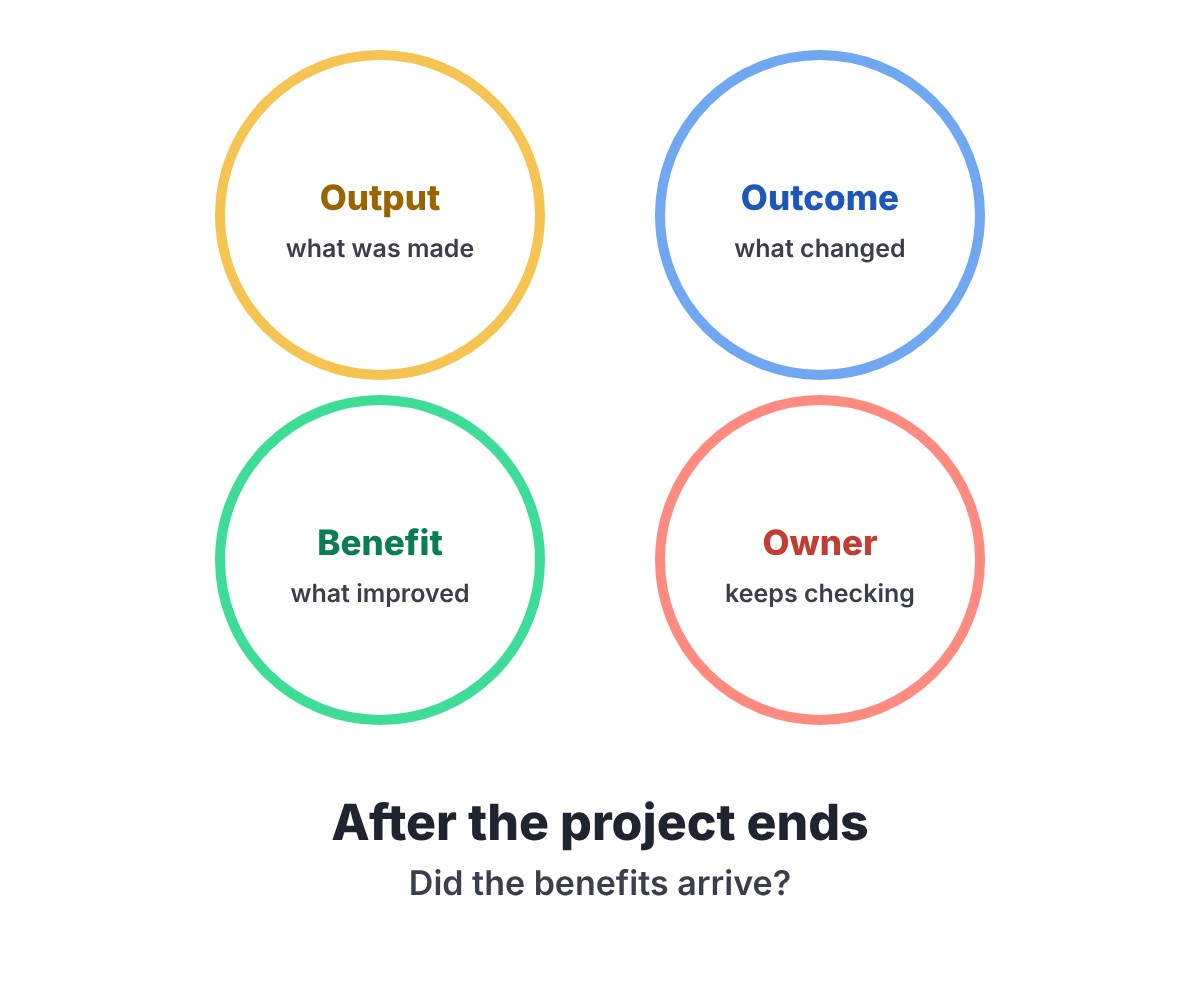 Output
what was made
Outcome
what changed
Benefit
what improved
Owner
keeps checking
After the project ends
Did the benefits arrive?